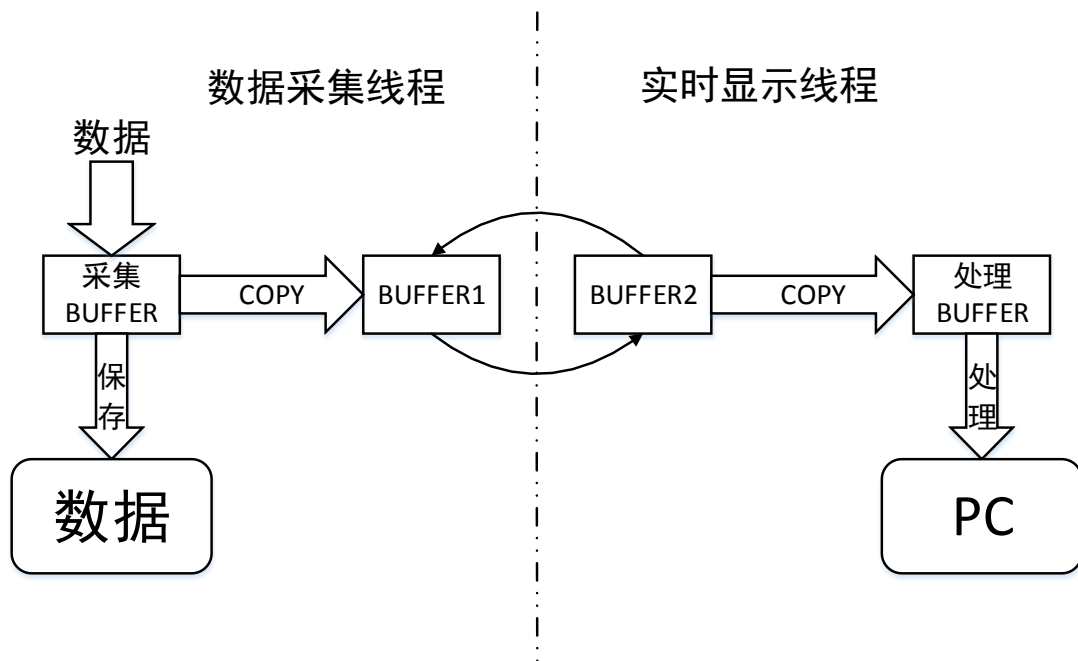 数据采集线程
实时显示线程
数据
采集
BUFFER
COPY
BUFFER1
BUFFER2
COPY
处理
BUFFER
保
存
处
理
数据
PC